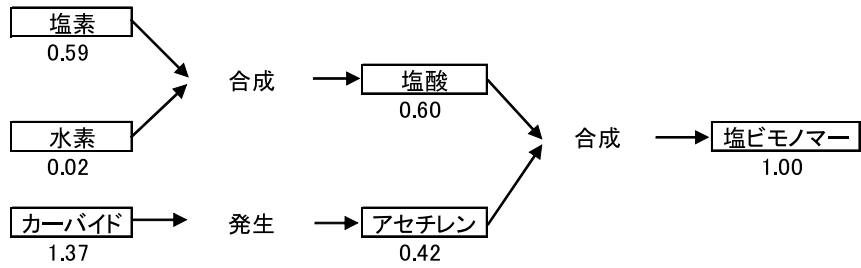 塩素
0.59
合成
塩酸
0.60
水素
0.02
合成
塩ビモノマー
1.00
カーバイド
1.37
発生
アセチレン
0.42